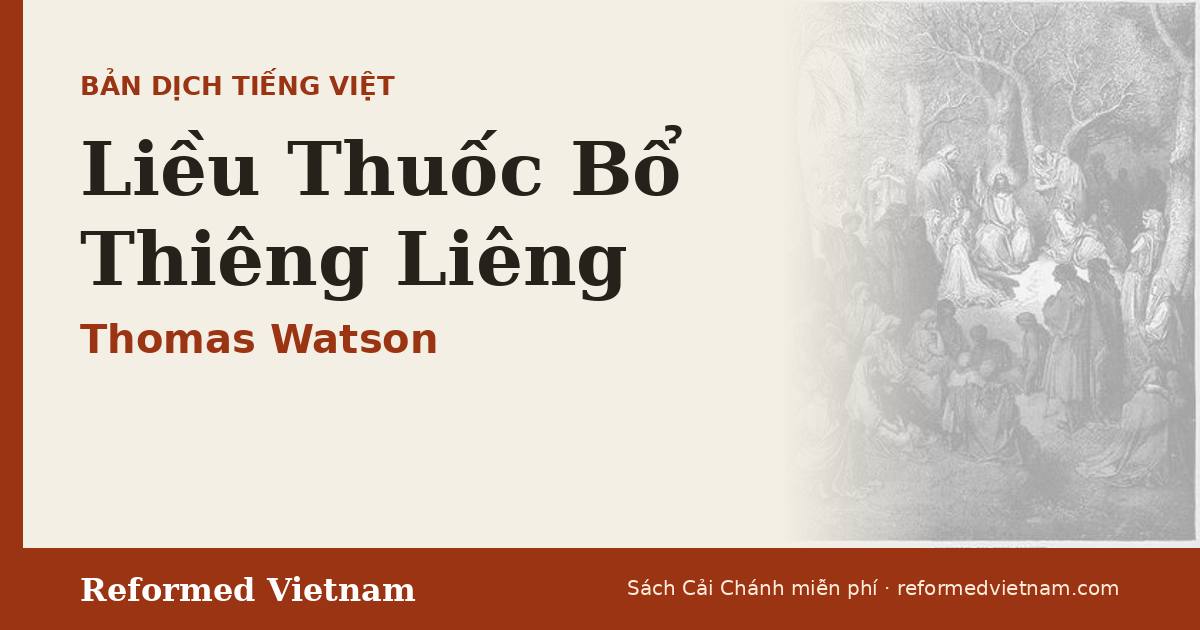 BẢN DỊCH TIẾNG VIỆT
Liều Thuốc Bổ
Thiêng Liêng
Thomas Watson
Reformed Vietnam
Sách Cải Chánh miễn phí · reformedvietnam.com